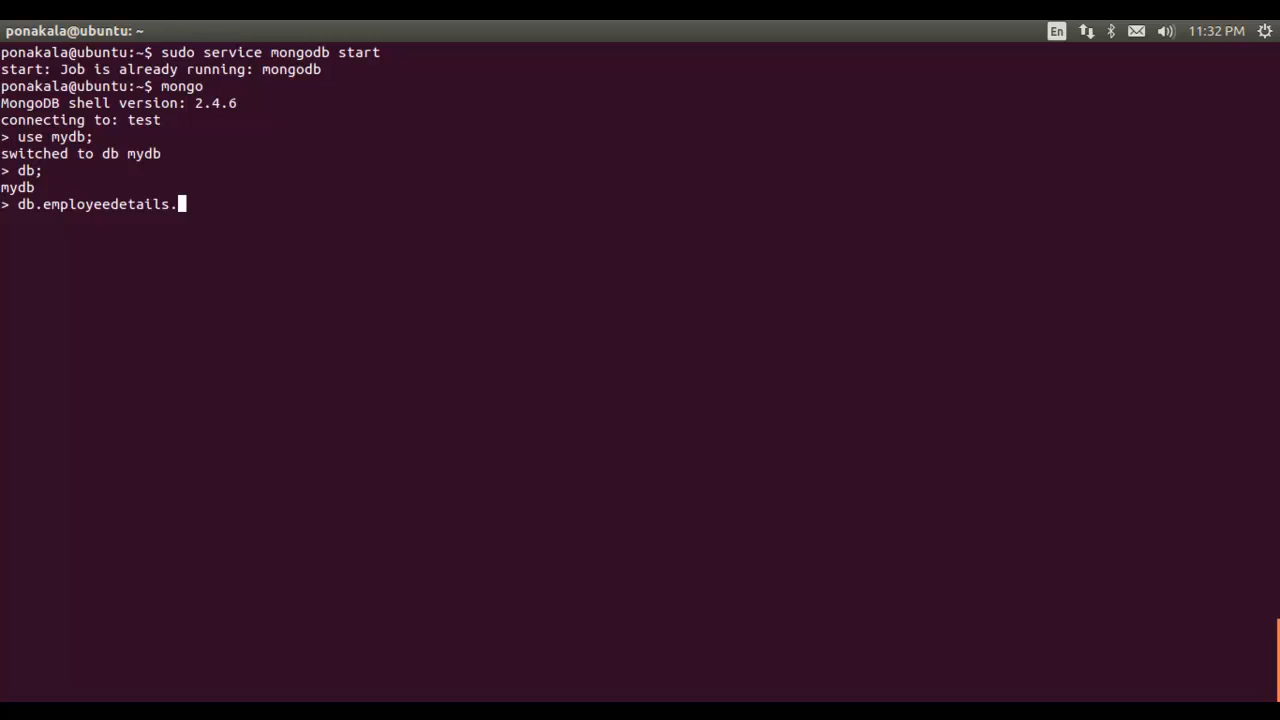 ponakala@ubuntu: ~
En
11:32 PM
ponakala@ubuntu:~$ sudo service mongodb start
start: Job is already running: mongodb
ponakala@ubuntu:~$ mongo
MongoDB shell version: 2.4.6
connecting to: test
> use mydb;
switched to db mydb
> db;
mydb
> db.employeedetails.